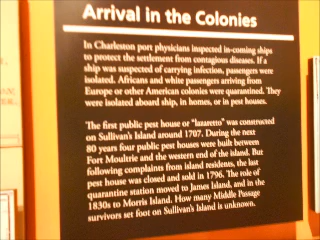 Arrival in the Colonies
In Charleston port physicians inspected in-coming ships
to protect the settlement from contagious diseases. If a
ship was suspected of carrying infection, passengers were
isolated. Africans and white passengers arriving from
Europe or other American colonies were quarantined. They
were isolated aboard ship, in homes, or in pest houses.
The first public pest house or "lazaretto" was constructed
on Sullivan's Island around 1707. During the next
80 years four public pest houses were built between
Fort Moultrie and the western end of the island. But
following complaints from island residents, the last
pest house was closed and sold in 1796. The role of
quarantine station moved to James Island, and in the
1830s to Morris Island. How many Middle Passage
survivors set foot on Sullivan's Island is unknown.